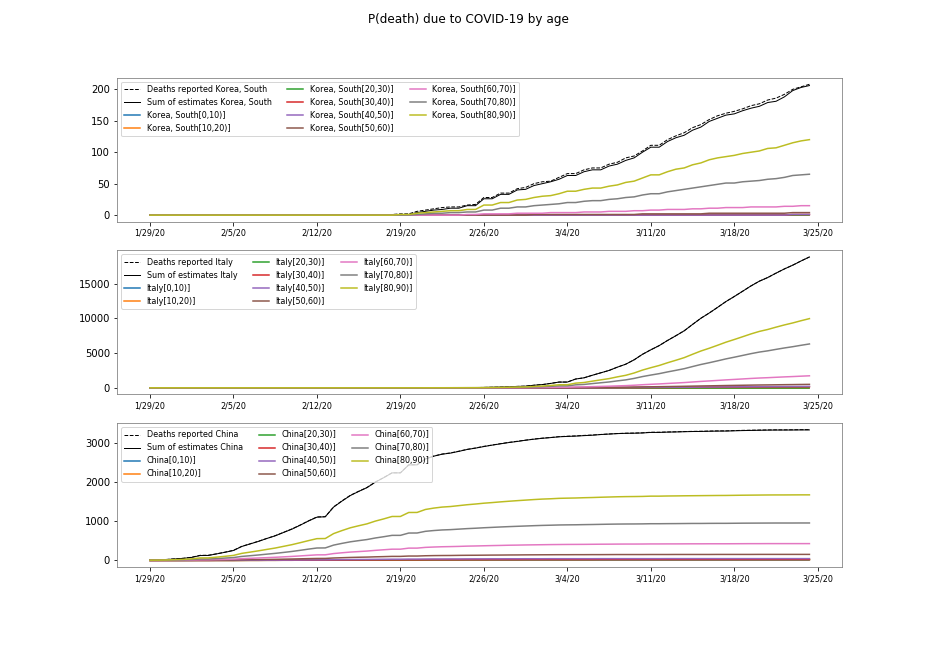 P(death) due to COVID-19 by age
200
150
100
50
0
Deaths reported Korea, South
Sum of estimates Korea, South
Korea, South[0,10)]
Korea, South[10,20)]
Korea, South[20,30)]
Korea, South[30,40)]
Korea, South[40,50)]
Korea, South[50,60)]
Korea, South[60,70)]
Korea, South[70,80)]
Korea, South[80,90)]
1/29/20 2/5/20 2/12/20 2/19/20 2/26/20 3/4/20 3/11/20 3/18/20 3/25/20
15000
10000
5000
0
Deaths reported Italy
Sum of estimates Italy
Italy[0,10)]
Italy[10,20)]
Italy[20,30)]
Italy[30,40)]
Italy[40,50)]
Italy[50,60)]
Italy[60,70)]
Italy[70,80)]
Italy[80,90)]
1/29/20 2/5/20 2/12/20 2/19/20 2/26/20 3/4/20 3/11/20 3/18/20 3/25/20
3000
2000
1000
0
Deaths reported China
Sum of estimates China
China[0,10)]
China[10,20)]
China[20,30)]
China[30,40)]
China[40,50)]
China[50,60)]
China[60,70)]
China[70,80)]
China[80,90)]
1/29/20 2/5/20 2/12/20 2/19/20 2/26/20 3/4/20 3/11/20 3/18/20 3/25/20